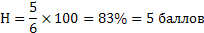 Н = 5/6 × 100 = 83% = 5 баллов